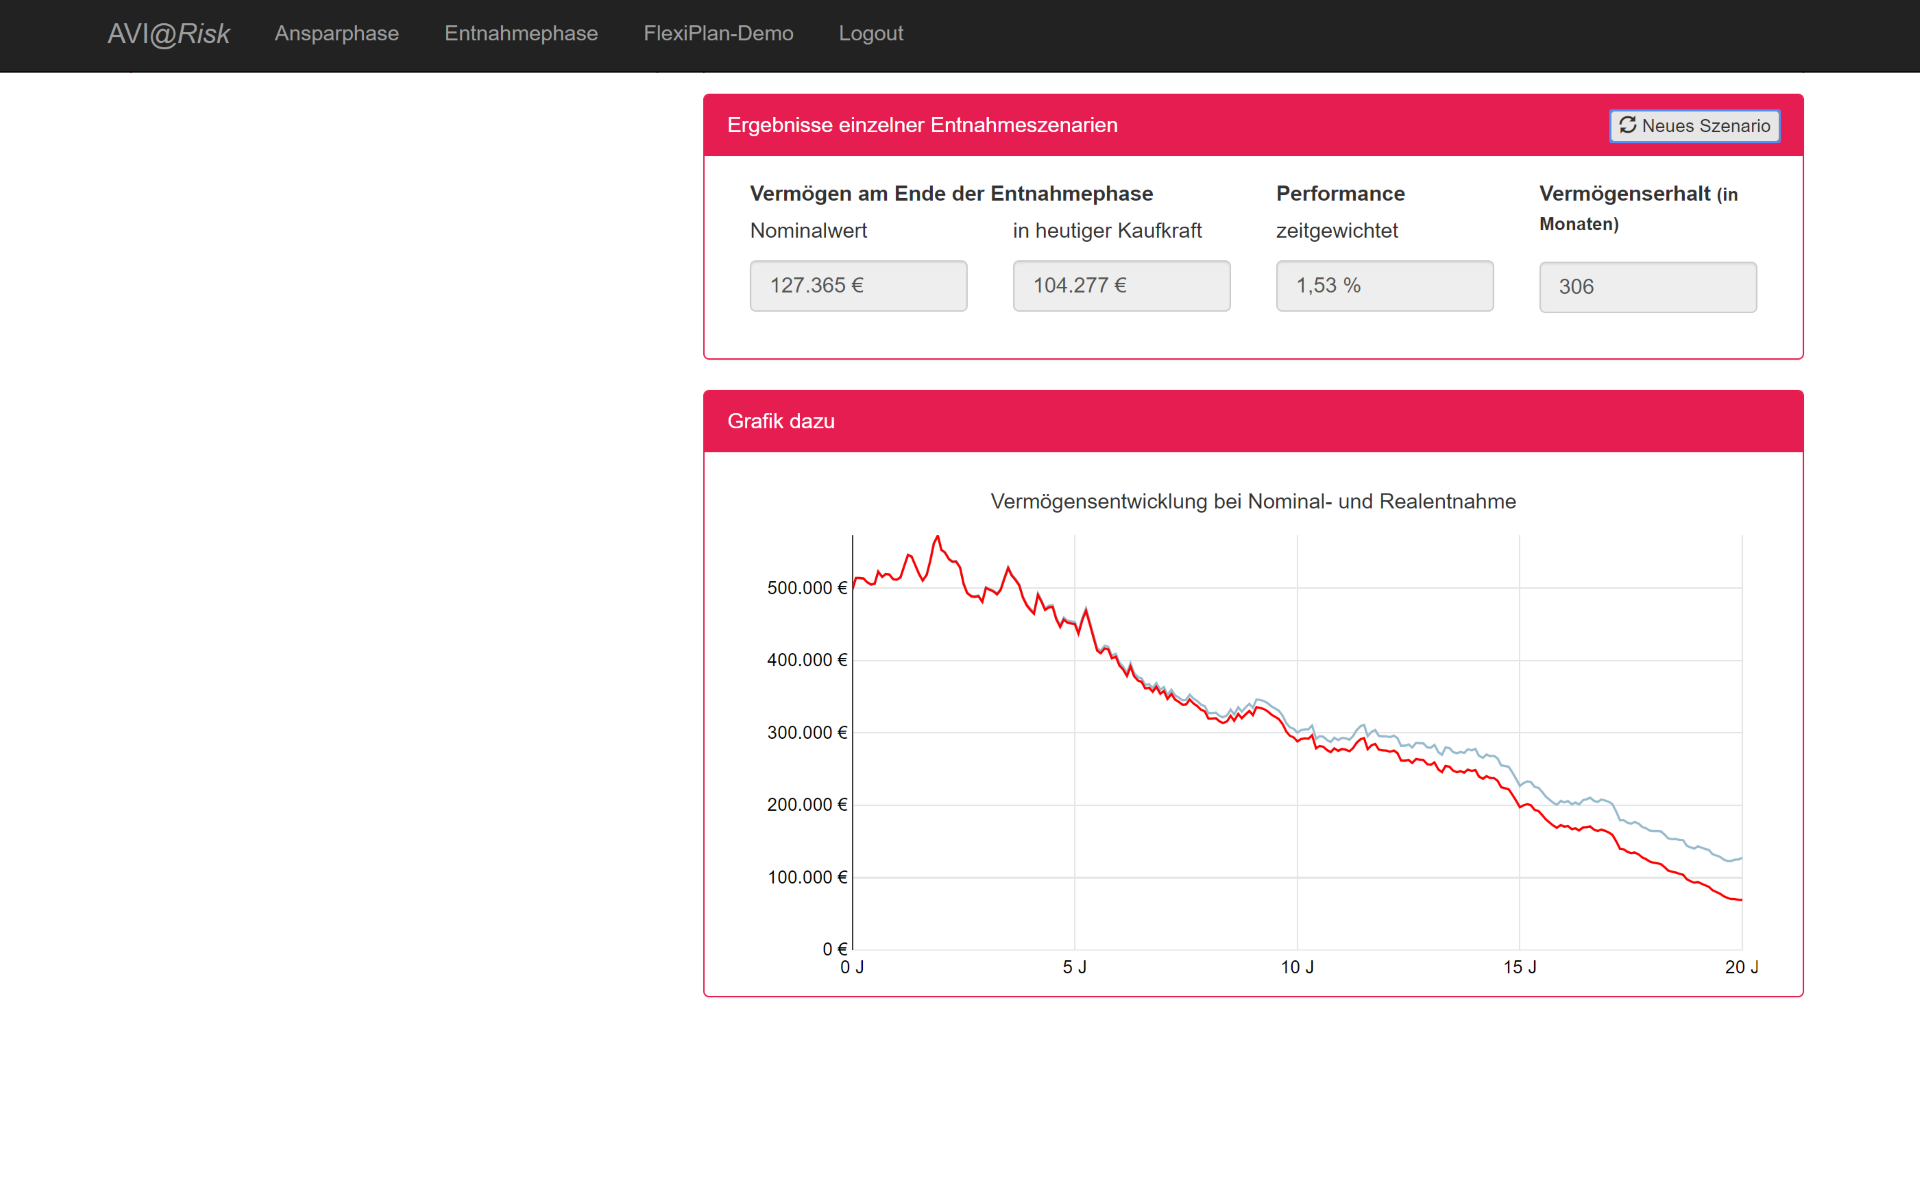 AVI@Risk Ansparphase Entnahmephase FlexiPlan-Demo Logout
Ergebnisse einzelner Entnahmeszenarien Neues Szenario
Vermögen am Ende der Entnahmephase Performance Vermögenserhalt (in
Monaten)
Nominalwert in heutiger Kaufkraft zeitgewichtet
127.365 € 104.277 € 1,53 % 306
Grafik dazu
Vermögensentwicklung bei Nominal- und Realentnahme
500.000 €
400.000 €
300.000 €
200.000 €
100.000 €
0 €
0 J 5 J 10 J 15 J 20 J